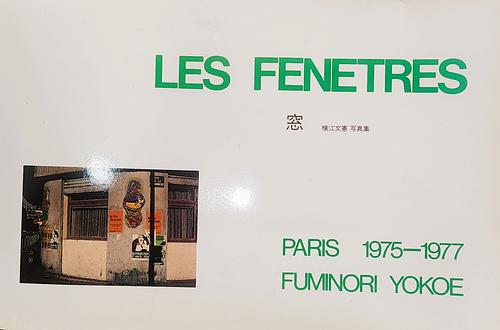 LES FENETRES
窓 横江文憲 写真集
PARIS 1975—1977
FUMINORI YOKOE